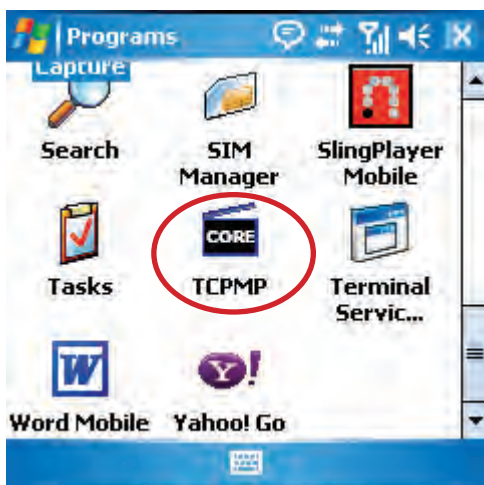 Programs
Capture
Search
SIM
Manager
SlingPlayer
Mobile
CORE
Tasks
TCPMP
Terminal
Servic...
W
Y!
Word Mobile
Yahoo! Go